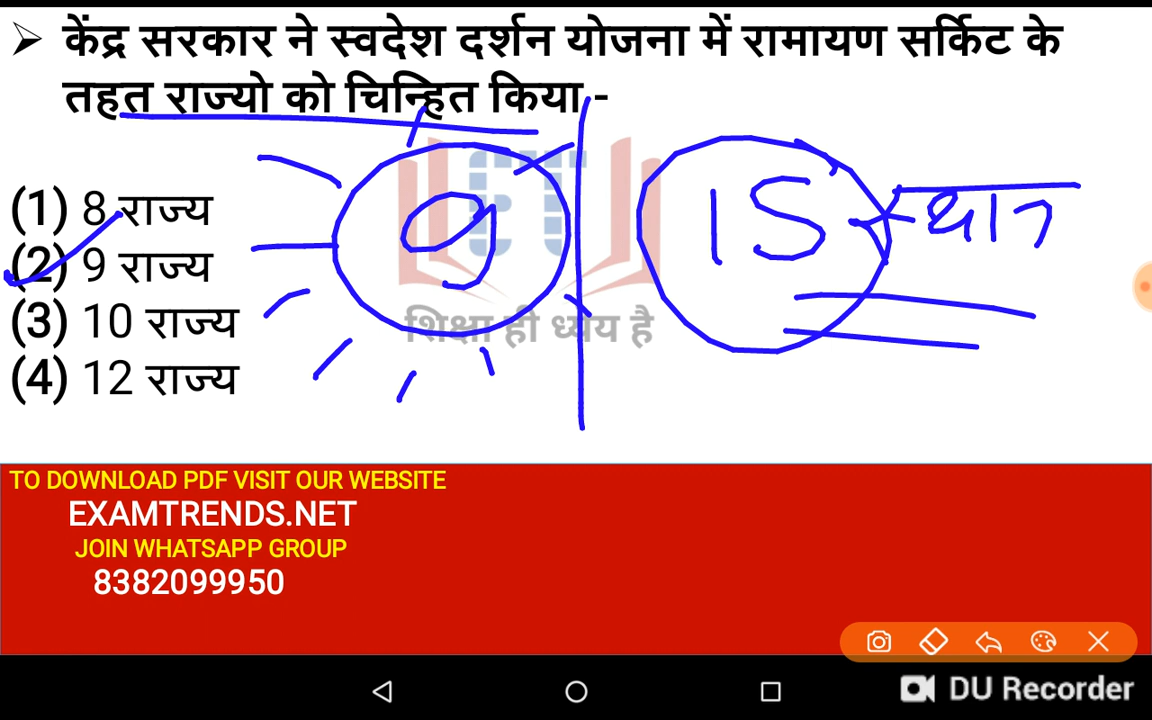 ➤ केंद्र सरकार ने स्वदेश दर्शन योजना में रामायण सर्किट के
तहत राज्यो को चिन्हित किया -
(1) 8 राज्य
(2) 9 राज्य
(3) 10 राज्य
(4) 12 राज्य
9
15
शिक्षा ही ध्येय है
TO DOWNLOAD PDF VISIT OUR WEBSITE
EXAMTRENDS.NET
JOIN WHATSAPP GROUP
8382099950
DU Recorder